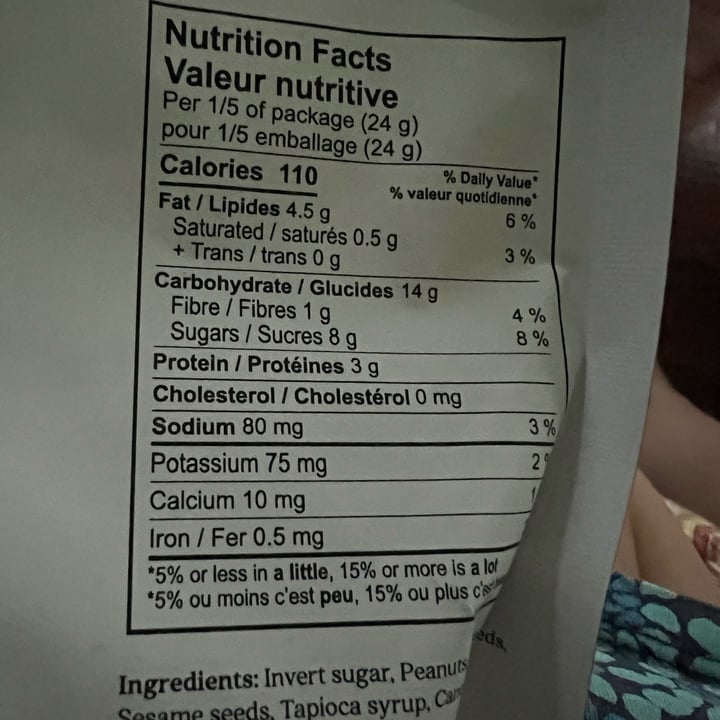 Nutrition Facts
Valeur nutritive
Per 1/5 of package (24 g)
pour 1/5 emballage (24 g)
Calories 110
% Daily Value*
% valeur quotidienne*
Fat / Lipides 4.5 g 6 %
Saturated / saturés 0.5 g
+ Trans / trans 0 g 3 %
Carbohydrate / Glucides 14 g
Fibre / Fibres 1 g 4 %
Sugars / Sucres 8 g 8 %
Protein / Protéines 3 g
Cholesterol / Cholestérol 0 mg
Sodium 80 mg 3 %
Potassium 75 mg 2
Calcium 10 mg
Iron / Fer 0.5 mg
*5% or less in a little, 15% or more is a lot
*5% ou moins c'est peu, 15% ou plus
Ingredients: Invert sugar, Peanuts
Sesame seeds, Tapioca syrup,